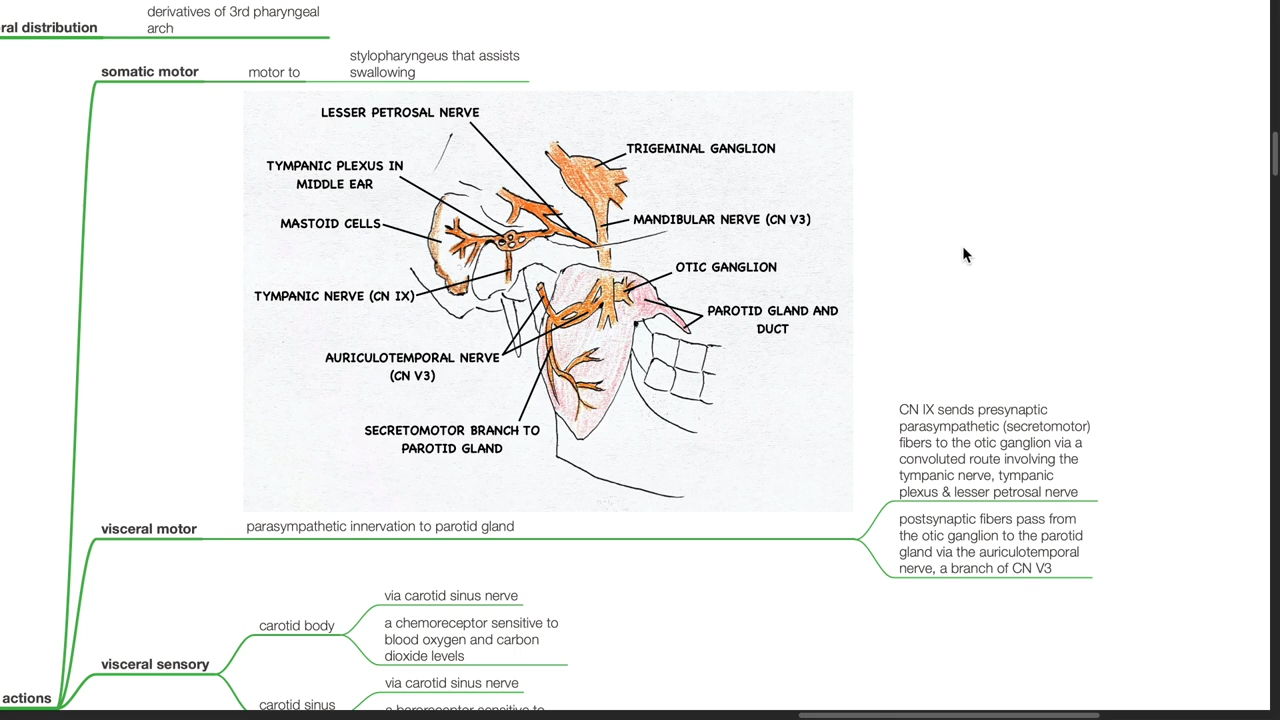 ral distribution
derivatives of 3rd pharyngeal
arch
somatic motor
motor to
stylopharyngeus that assists
swallowing
LESSER PETROSAL NERVE
TRIGEMINAL GANGLION
TYMPANIC PLEXUS IN
MIDDLE EAR
MASTOID CELLS
MANDIBULAR NERVE (CN V3)
OTIC GANGLION
TYMPANIC NERVE (CN IX)
PAROTID GLAND AND
DUCT
AURICULOTEMPORAL NERVE
(CN V3)
SECRETOMOTOR BRANCH TO
PAROTID GLAND
visceral motor
parasympathetic innervation to parotid gland
CN IX sends presynaptic
parasympathetic (secretomotor)
fibers to the otic ganglion via a
convoluted route involving the
tympanic nerve, tympanic
plexus & lesser petrosal nerve
postsynaptic fibers pass from
the otic ganglion to the parotid
gland via the auriculotemporal
nerve, a branch of CN V3
visceral sensory
carotid body
via carotid sinus nerve
a chemoreceptor sensitive to
blood oxygen and carbon
dioxide levels
carotid sinus
via carotid sinus nerve
a baroreceptor sensitive to
actions